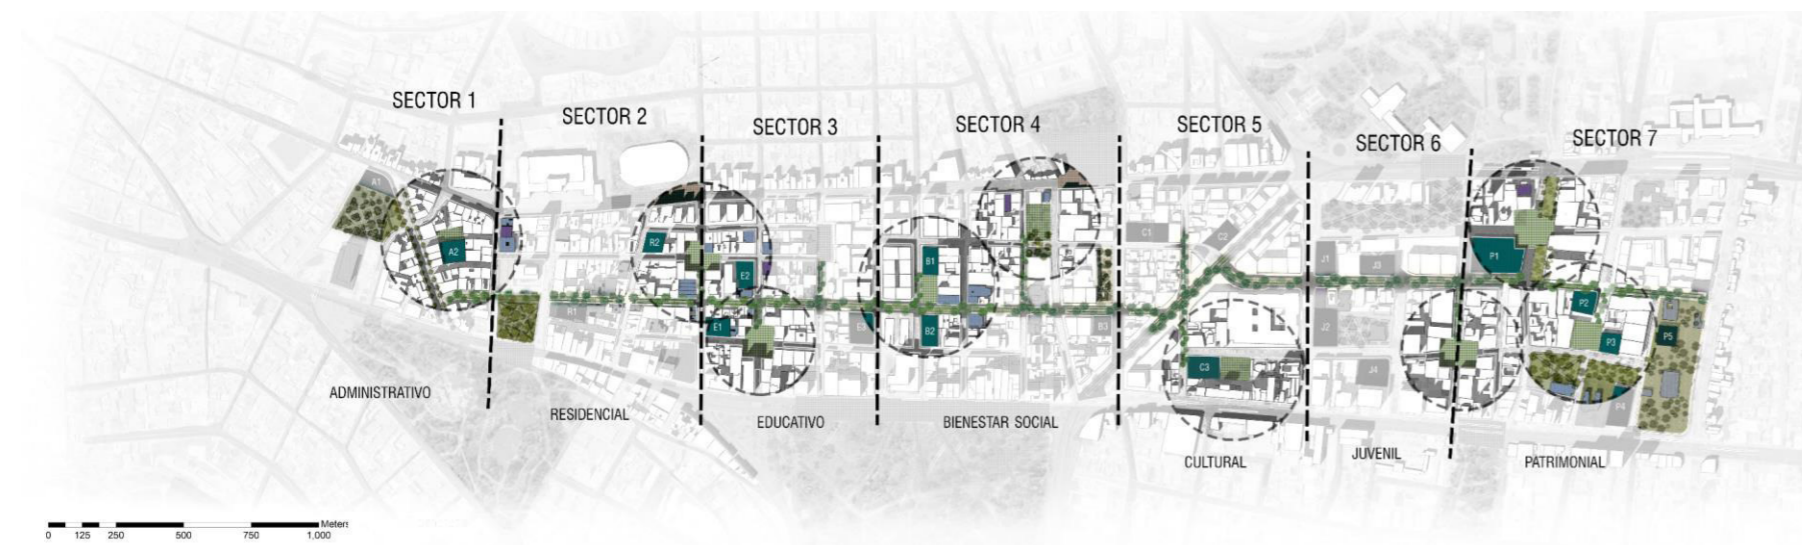 SECTOR 1
SECTOR 2
SECTOR 3
SECTOR 4
SECTOR 5
SECTOR 6
SECTOR 7
A1
A2
R2
R1
E2
E1
E3
B1
B2
B3
C1
C2
C3
J1
J3
J2
J4
P1
P2
P3
P5
P4
ADMINISTRATIVO
RESIDENCIAL
EDUCATIVO
BIENESTAR SOCIAL
CULTURAL
JUVENIL
PATRIMONIAL
Meters
0 125 250 500 750 1,000